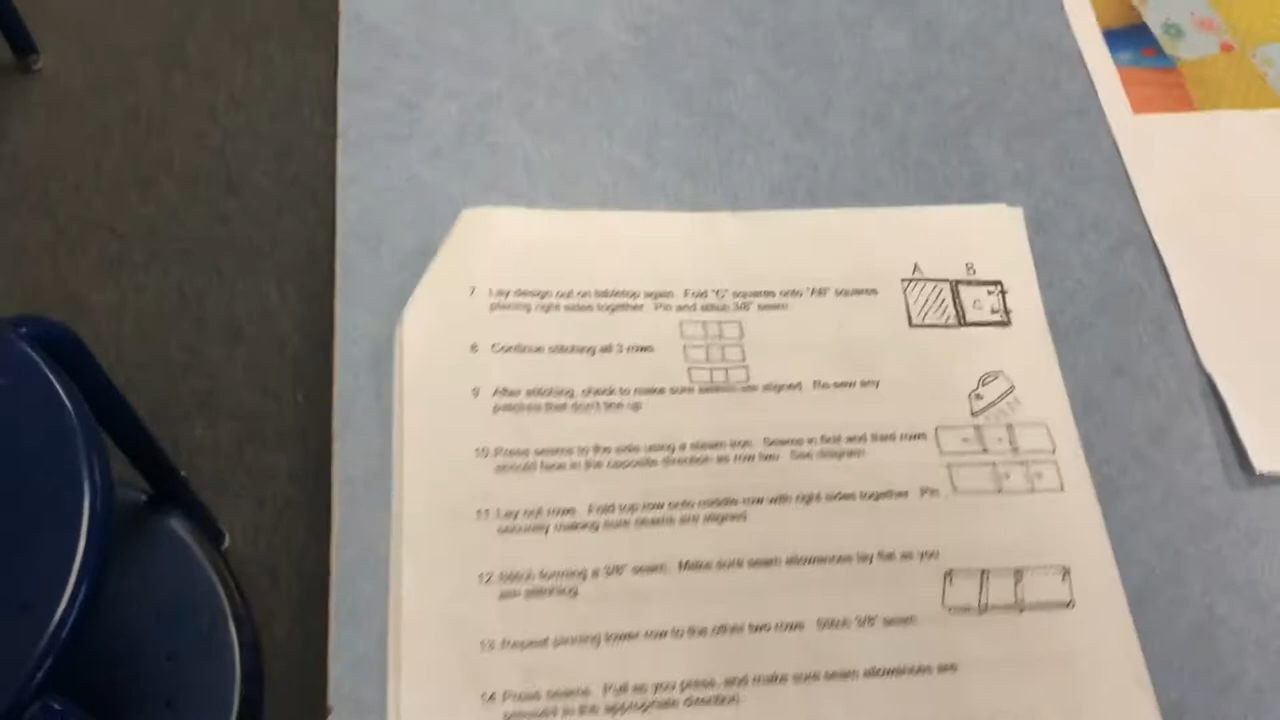 A B
7 Lay design out on tabletop again. Fold "C" squares onto "AB" squares
placing right sides together. Pin and stitch 3/8" seam.
C
8 Continue stitching all 3 rows
9 After stitching, check to make sure seams are aligned. Re-sew any
patches that don't line up
10 Press seams to the side using a steam iron. Seams in first and third rows
should face in the opposite direction as row two. See diagram.
11 Lay out rows. Fold top row onto middle row with right sides together. Pin
securely making sure seams are aligned.
12 Stitch forming a 3/8" seam. Make sure seam allowances lay flat as you
are stitching.
13 Repeat pinning lower row to the other two rows. Stitch 3/8" seam.
14 Press seams. Pull as you press, and make sure seam allowances are
pressed in the appropriate direction.